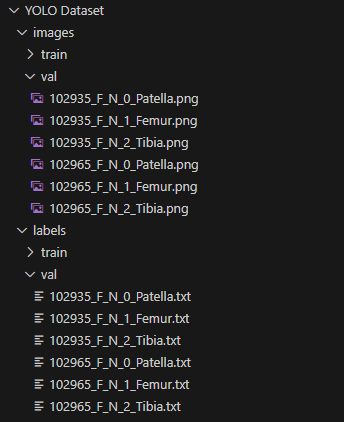 YOLO Dataset
images
train
val
102935_F_N_0_Patella.png
102935_F_N_1_Femur.png
102935_F_N_2_Tibia.png
102965_F_N_0_Patella.png
102965_F_N_1_Femur.png
102965_F_N_2_Tibia.png
labels
train
val
102935_F_N_0_Patella.txt
102935_F_N_1_Femur.txt
102935_F_N_2_Tibia.txt
102965_F_N_0_Patella.txt
102965_F_N_1_Femur.txt
102965_F_N_2_Tibia.txt